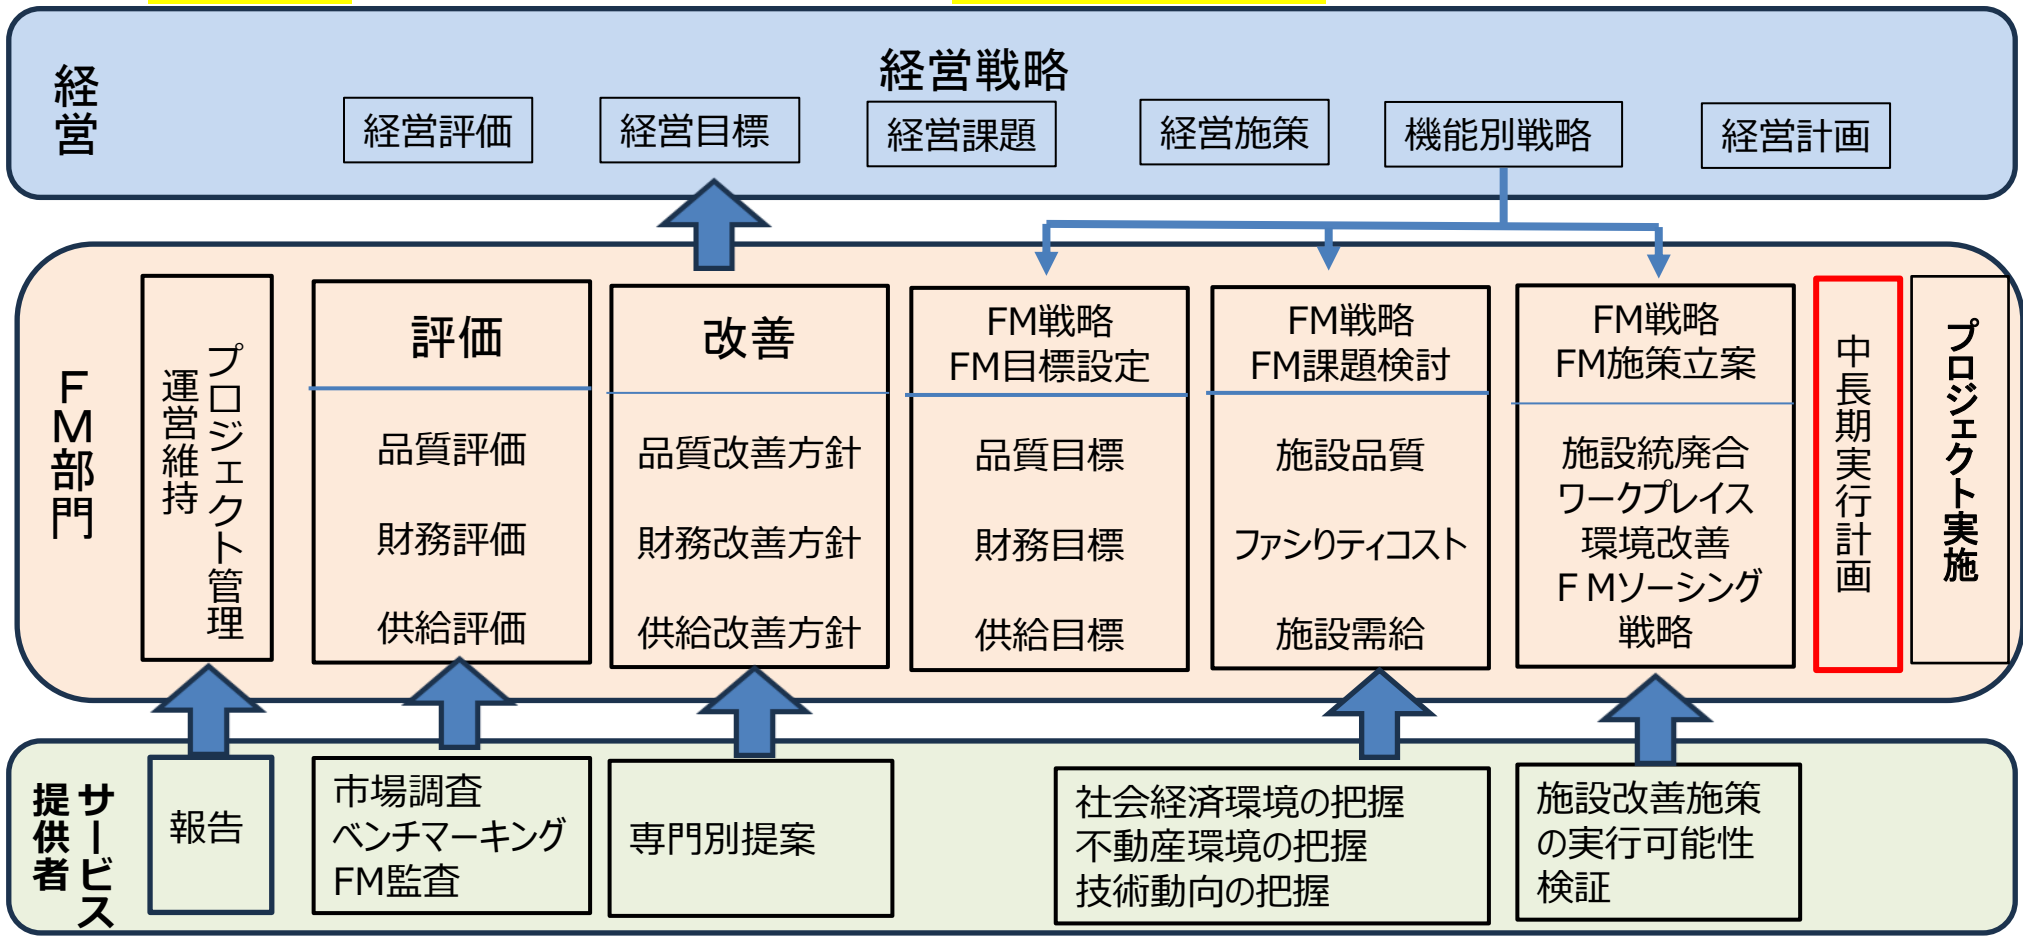 経営
経営戦略
経営評価
経営目標
経営課題
経営施策
機能別戦略
経営計画
FM部門
プロジェクト管理
運営維持
評価
品質評価
財務評価
供給評価
改善
品質改善方針
財務改善方針
供給改善方針
FM戦略
FM目標設定
品質目標
財務目標
供給目標
FM戦略
FM課題検討
施設品質
ファシりティコスト
施設需給
FM戦略
FM施策立案
施設統廃合
ワークプレイス
環境改善
FMソーシング
戦略
中長期実行計画
プロジェクト実施
サービス
提供者
報告
市場調査
ベンチマーキング
FM監査
専門別提案
社会経済環境の把握
不動産環境の把握
技術動向の把握
施設改善施策
の実行可能性
検証